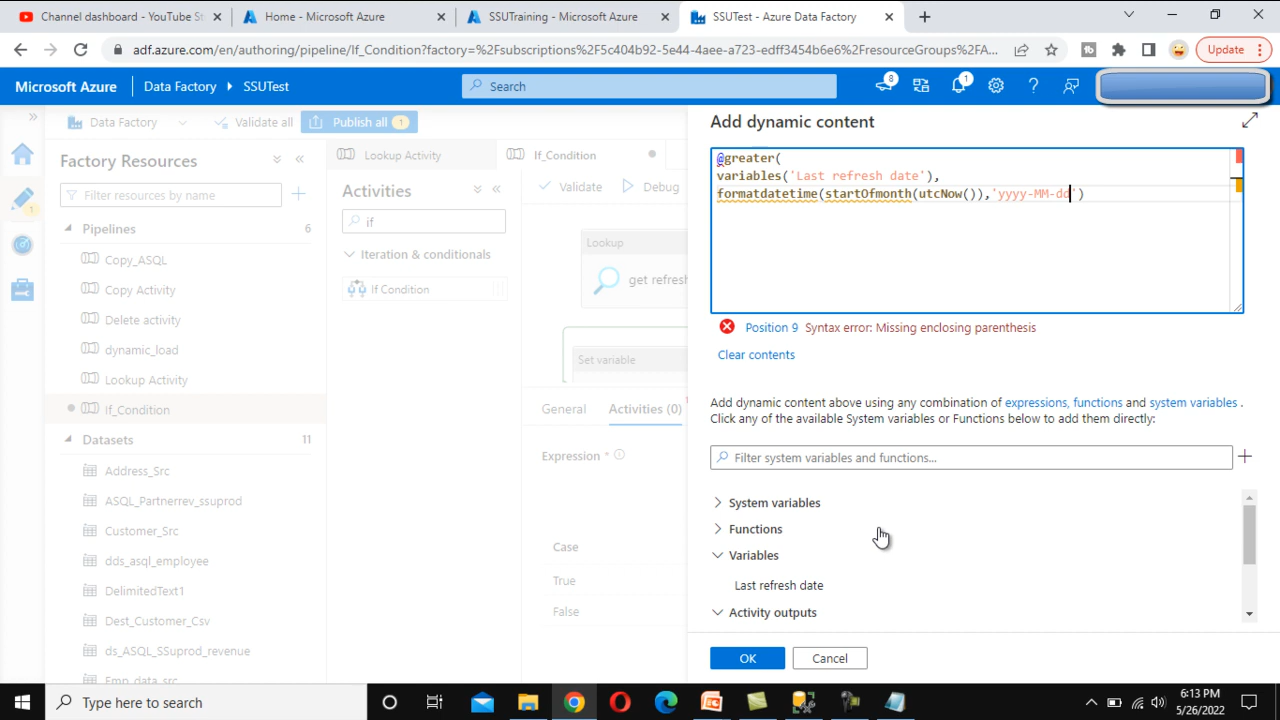 Channel dashboard - YouTube St
Home - Microsoft Azure
SSUTraining - Microsoft Azure
SSUTest - Azure Data Factory
adf.azure.com/en/authoring/pipeline/If_Condition?factory=%2Fsubscriptions%2F5c404b92-5e44-4aee-a723-edff3454b6e6%2FresourceGroups%2FA...
Update
Microsoft Azure
Data Factory
SSUTest
Search
8
1
Data Factory
Validate all
Publish all
1
Factory Resources
Filter resources by name
Pipelines
6
Copy_ASQL
Copy Activity
Delete activity
dynamic_load
Lookup Activity
If_Condition
Datasets
11
Address_Src
ASQL_Partnerrev_ssuprod
Customer_Src
dds_asql_employee
DelimitedText1
Dest_Customer_Csv
ds_ASQL_SSuprod_revenue
Emp_data_src
Lookup Activity
If_Condition
Activities
if
Iteration & conditionals
If Condition
Validate
Debug
Lookup
get refresh
Set variable
General
Activities (0)
1
Expression *
Case
True
False
Add dynamic content
@greater(
variables('Last refresh date'),
formatdatetime(startOfmonth(utcNow()),'yyyy-MM-dd')
Position 9 Syntax error: Missing enclosing parenthesis
Clear contents
Add dynamic content above using any combination of expressions, functions and system variables .
Click any of the available System variables or Functions below to add them directly:
Filter system variables and functions...
System variables
Functions
Variables
Last refresh date
Activity outputs
OK
Cancel
Type here to search
6:13 PM
5/26/2022